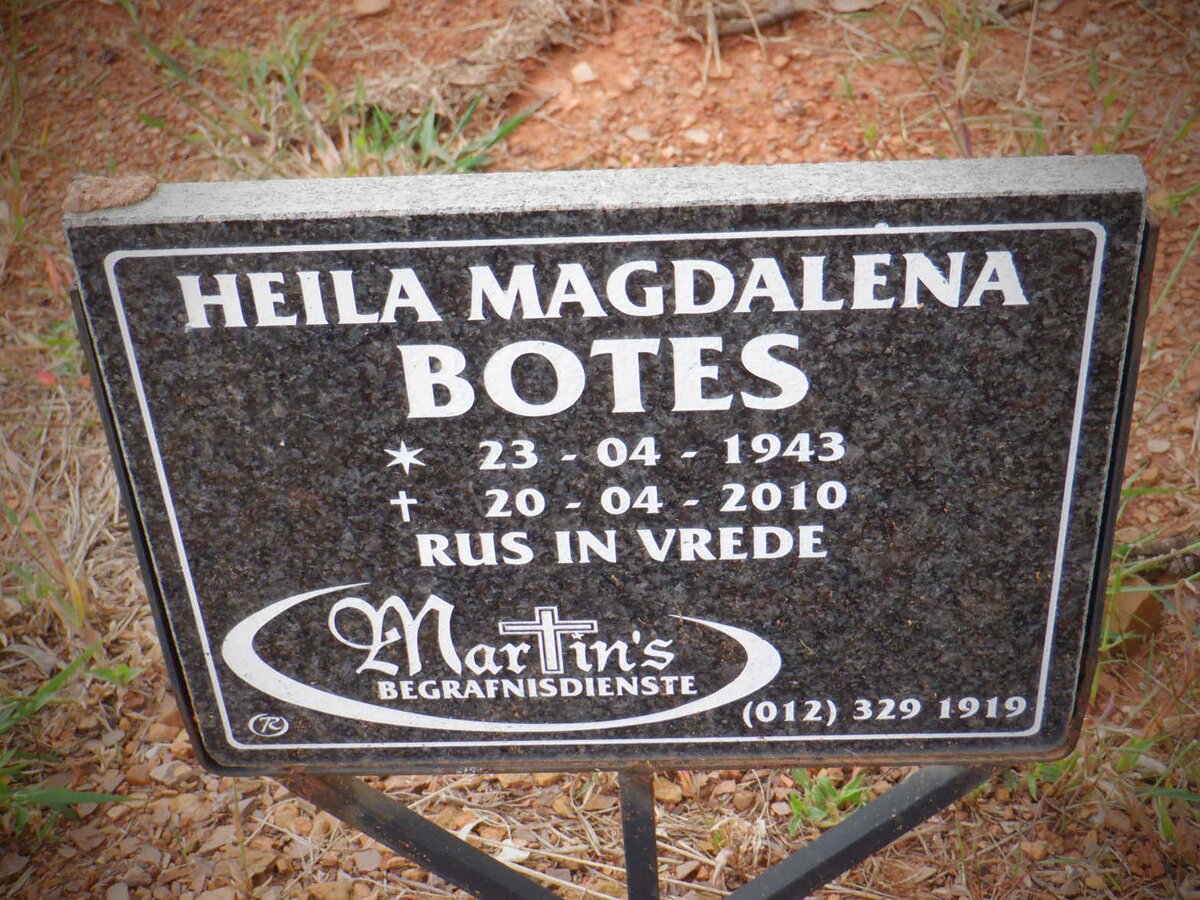 HEILA MAGDALENA
BOTES
* 23 - 04 - 1943
✝ 20 - 04 - 2010
RUS IN VREDE
Martin's
BEGRAFNISDIENSTE
(012) 329 1919